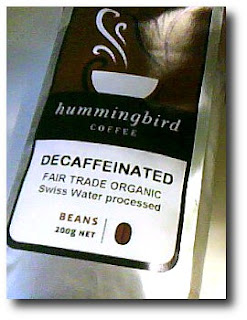 hummingbird
COFFEE
DECAFFEINATED
FAIR TRADE ORGANIC
Swiss Water processed
BEANS
200g NET